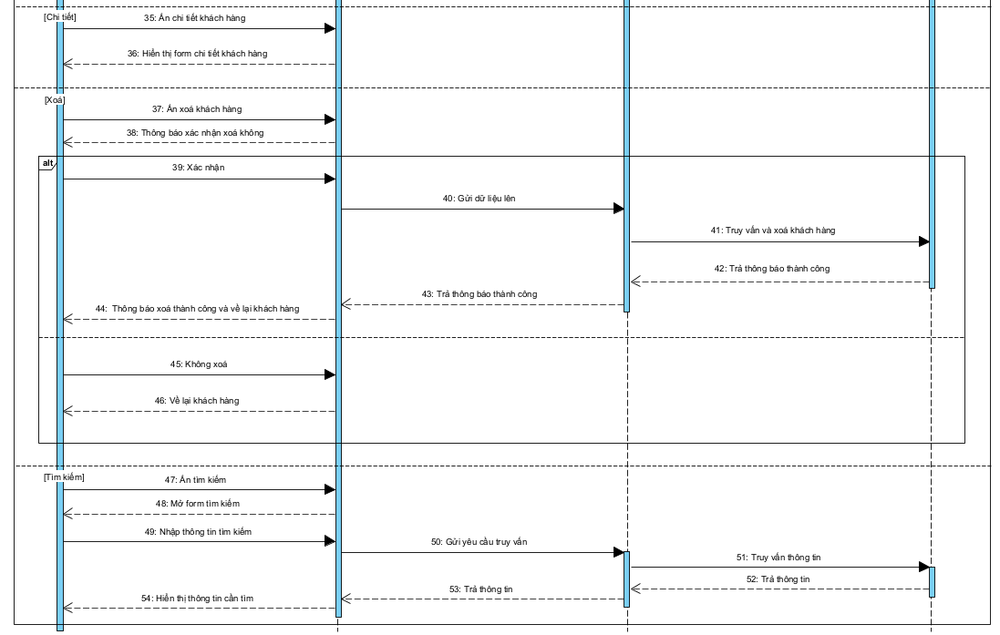 [Chi tiết]
35: Ấn chi tiết khách hàng
36: Hiển thị form chi tiết khách hàng
[Xoá]
37: Ấn xoá khách hàng
38: Thông báo xác nhận xoá không
alt
39: Xác nhận
40: Gửi dữ liệu lên
41: Truy vấn và xoá khách hàng
42: Trả thông báo thành công
43: Trả thông báo thành công
44: Thông báo xoá thành công và về lại khách hàng
45: Không xoá
46: Về lại khách hàng
[Tìm kiếm]
47: Ấn tìm kiếm
48: Mở form tìm kiếm
49: Nhập thông tin tìm kiếm
50: Gửi yêu cầu truy vấn
51: Truy vấn thông tin
52: Trả thông tin
53: Trả thông tin
54: Hiển thị thông tin cần tìm